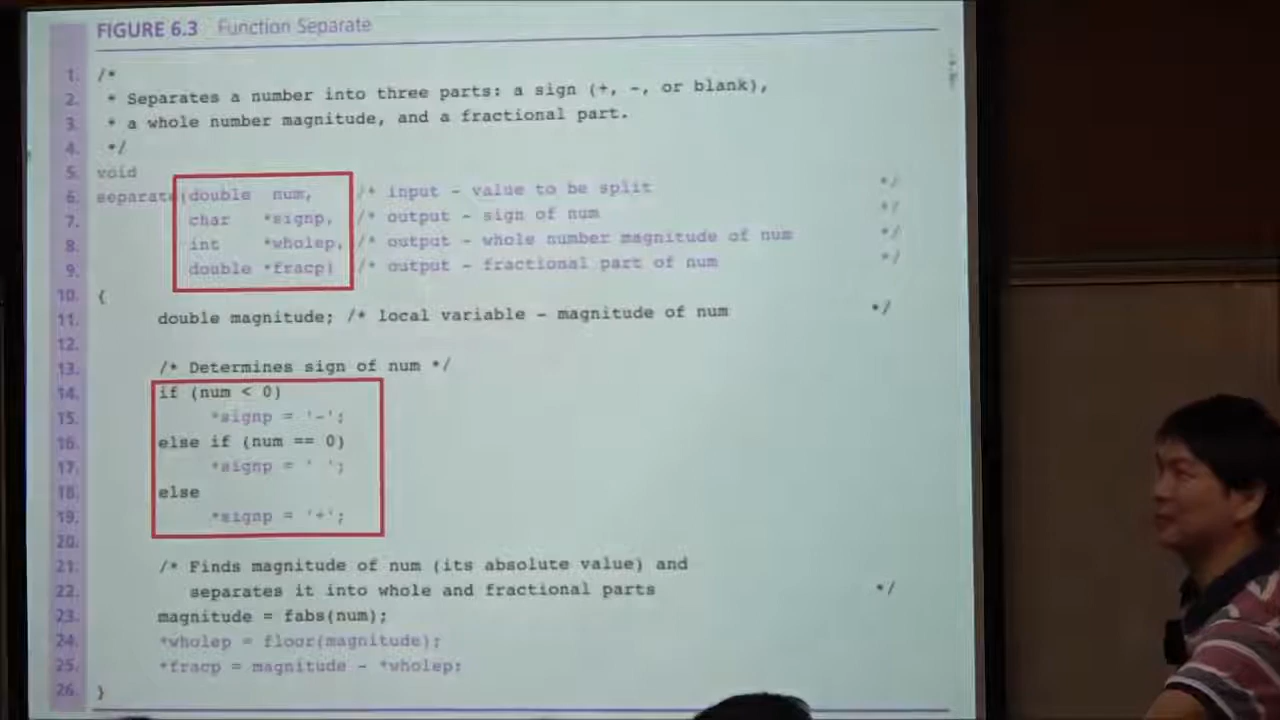 FIGURE 6.3 Function Separate
1. /*
2. * Separates a number into three parts: a sign (+, -, or blank),
3. * a whole number magnitude, and a fractional part.
4. */
5. void
6. separate(double num, /* input - value to be split */
7. char *signp, /* output - sign of num */
8. int *wholep, /* output - whole number magnitude of num */
9. double *fracp) /* output - fractional part of num */
10. {
11. double magnitude; /* local variable - magnitude of num */
12.
13. /* Determines sign of num */
14. if (num < 0)
15. *signp = '-';
16. else if (num == 0)
17. *signp = ' ';
18. else
19. *signp = '+';
20.
21. /* Finds magnitude of num (its absolute value) and
22. separates it into whole and fractional parts */
23. magnitude = fabs(num);
24. *wholep = floor(magnitude);
25. *fracp = magnitude - *wholep;
26. }